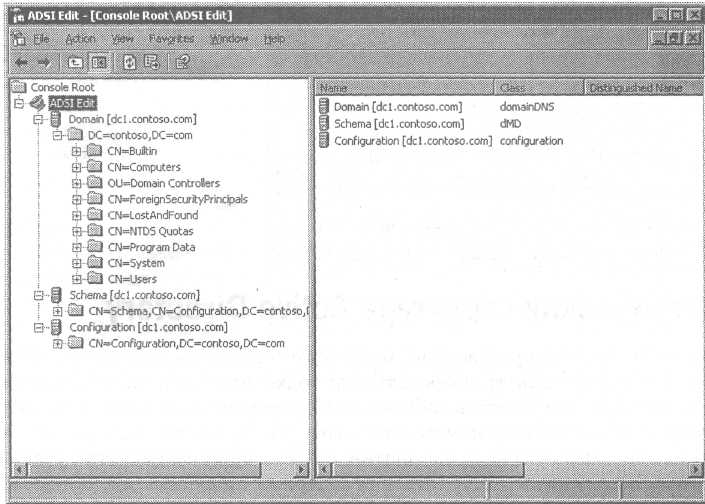 ADSI Edit - [Console Root\ADSI Edit]
File Action View Favorites Window Help
Console Root
ADSI Edit
Domain [dc1.contoso.com]
DC=contoso,DC=com
CN=Builtin
CN=Computers
OU=Domain Controllers
CN=ForeignSecurityPrincipals
CN=LostAndFound
CN=NTDS Quotas
CN=Program Data
CN=System
CN=Users
Schema [dc1.contoso.com]
CN=Schema,CN=Configuration,DC=contoso,
Configuration [dc1.contoso.com]
CN=Configuration,DC=contoso,DC=com
Name Class Distinguished Name
Domain [dc1.contoso.com] domainDNS
Schema [dc1.contoso.com] dMD
Configuration [dc1.contoso.com] configuration